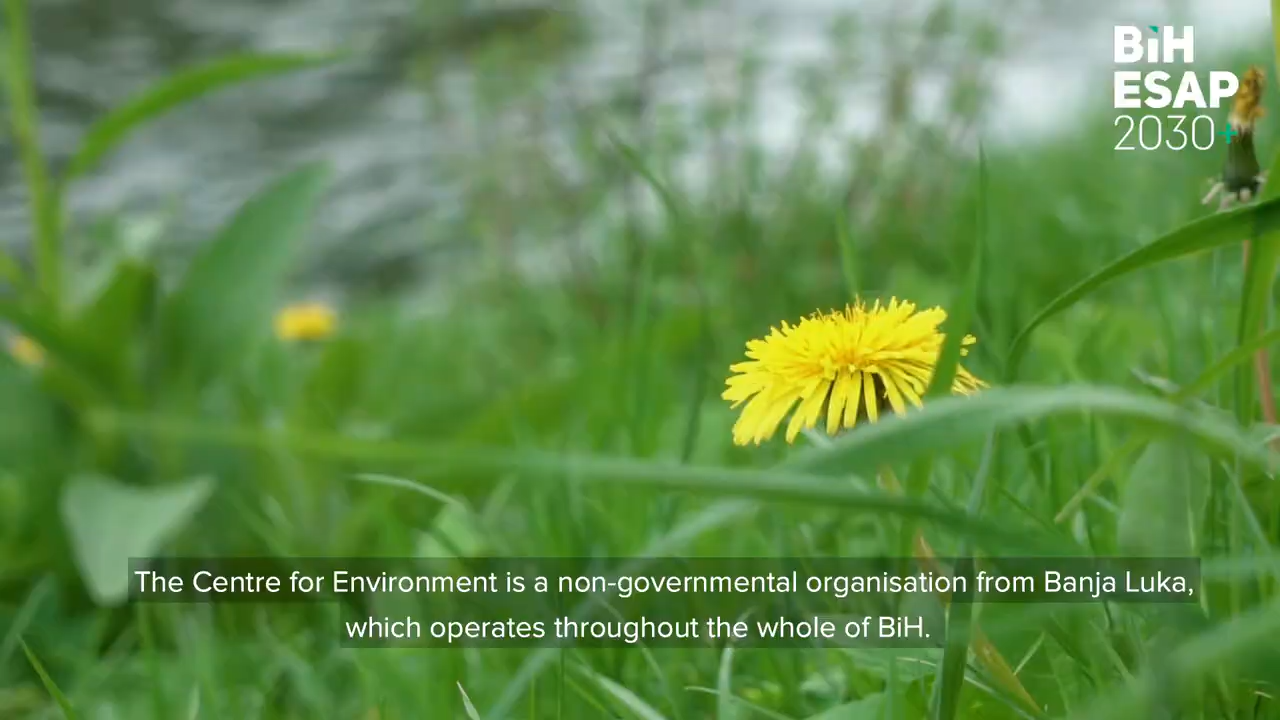 BiH
ESAP
2030+
The Centre for Environment is a non-governmental organisation from Banja Luka,
which operates throughout the whole of BiH.